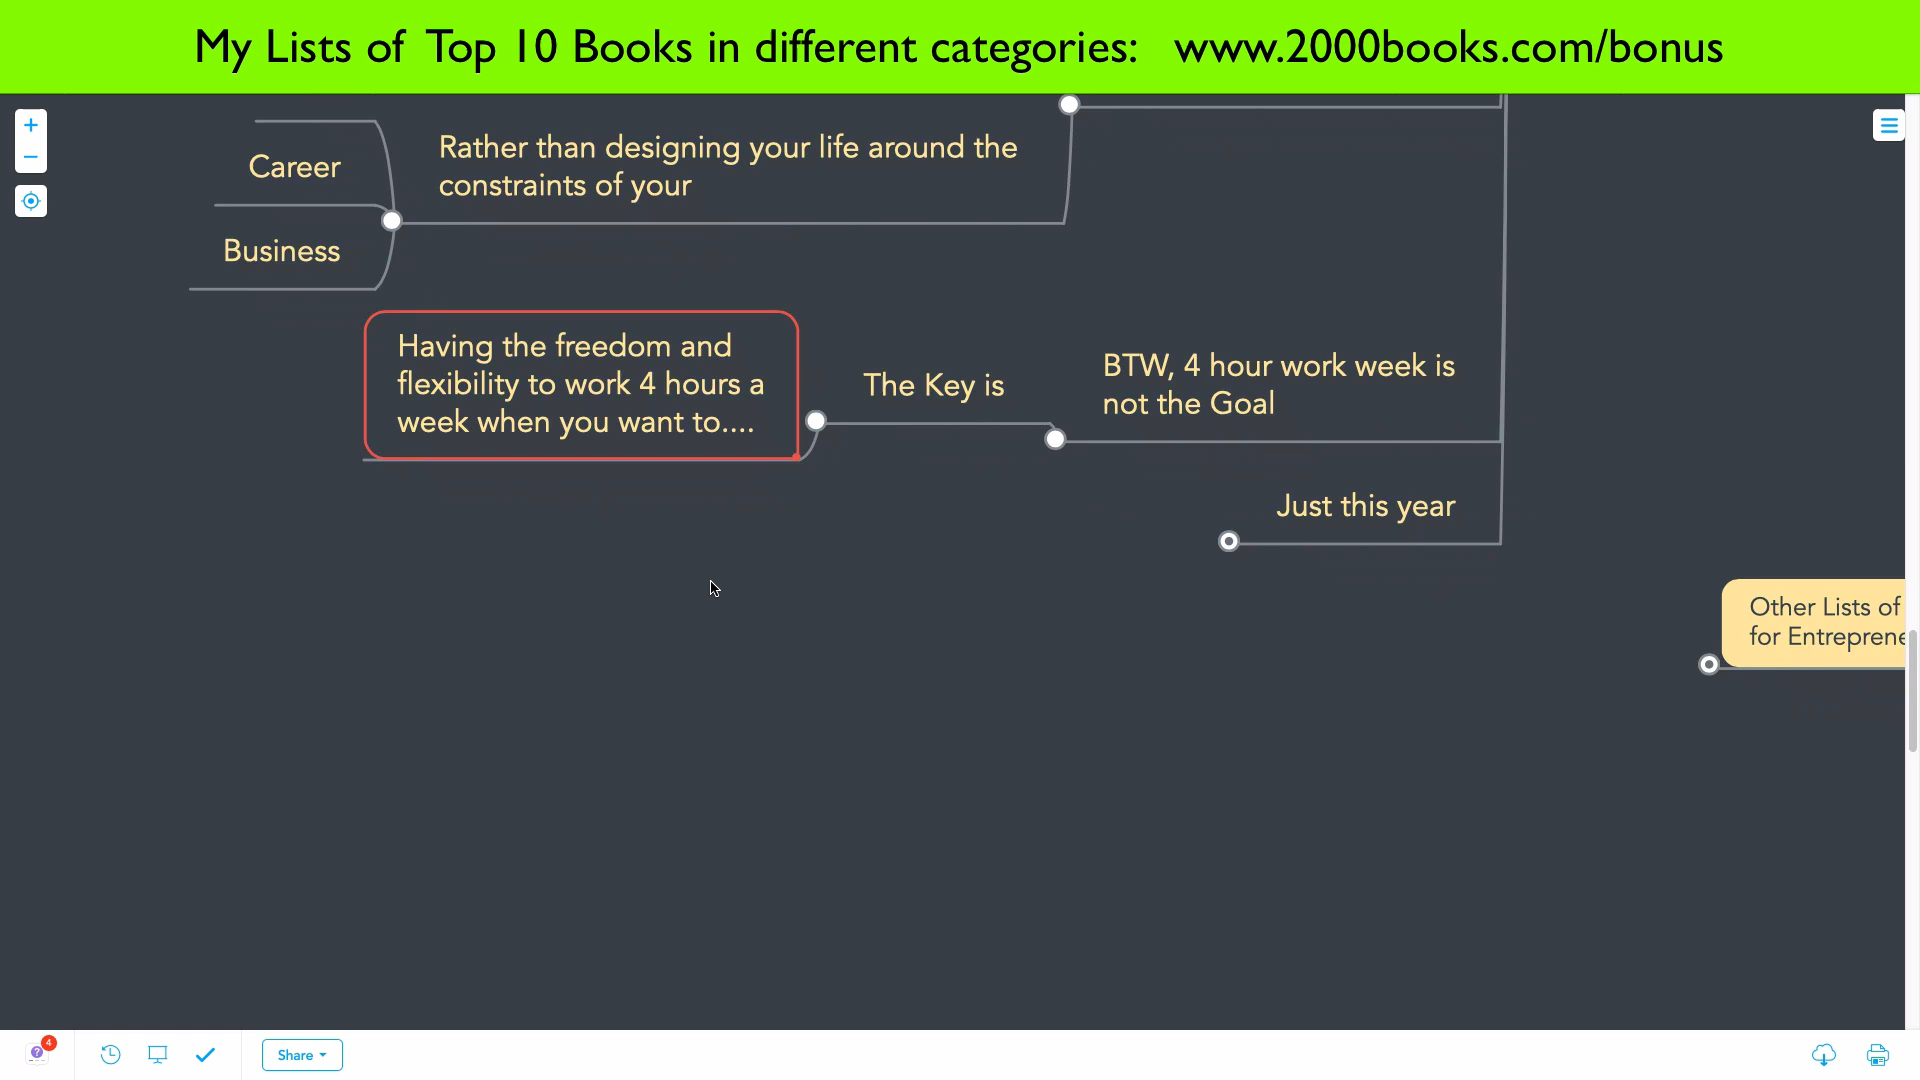 My Lists of Top 10 Books in different categories: www.2000books.com/bonus
Career
Rather than designing your life around the
constraints of your
Business
Having the freedom and
flexibility to work 4 hours a
week when you want to....
The Key is
BTW, 4 hour work week is
not the Goal
Just this year
Other Lists of
for Entreprene
4
Share